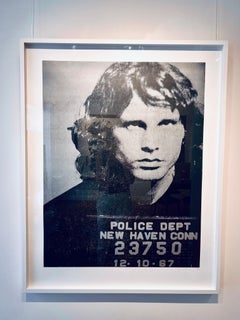 POLICE DEPT
NEW HAVEN CONN
23750
12·10·67